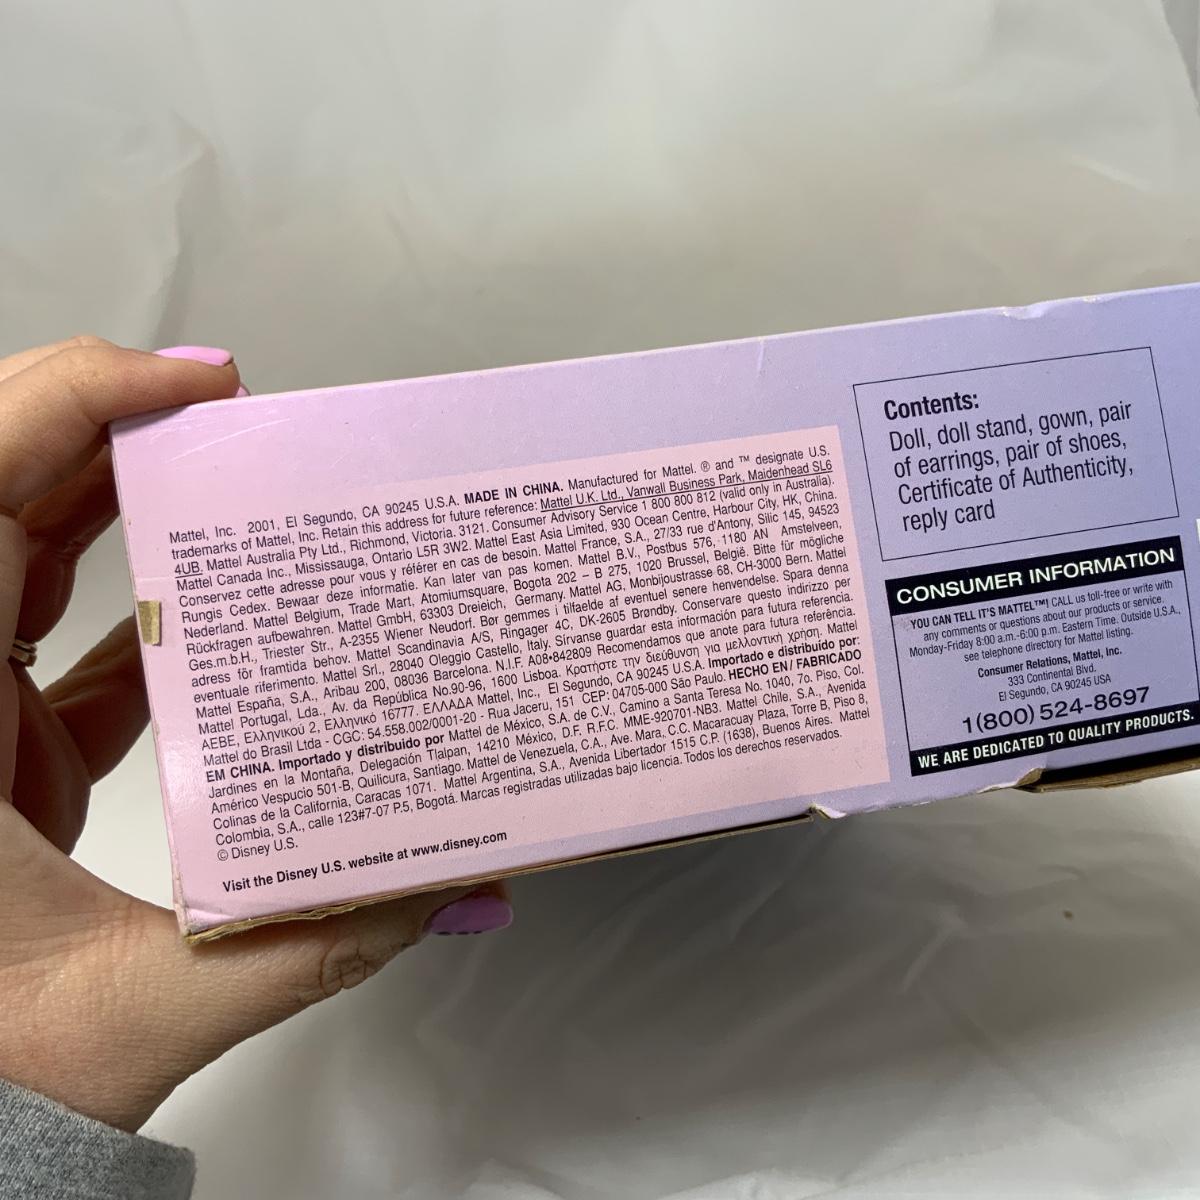 Mattel, Inc. 2001, El Segundo, CA 90245 U.S.A. MADE IN CHINA. Manufactured for Mattel. ® and ™ designate U.S.
trademarks of Mattel, Inc. Retain this address for future reference: Mattel U.K. Ltd., Vanwall Business Park, Maidenhead SL6
4UB. Mattel Australia Pty Ltd., Richmond, Victoria. 3121. Consumer Advisory Service 1 800 800 812 (valid only in Australia).
Mattel Canada Inc., Mississauga, Ontario L5R 3W2. Mattel East Asia Limited, 930 Ocean Centre, Harbour City, HK, China.
Conservez cette adresse pour vous y référer en cas de besoin. Mattel France, S.A., 27/33 rue d'Antony, Silic 145, 94523
Rungis Cedex. Bewaar deze informatie. Kan later van pas komen. Mattel B.V., Postbus 576, 1180 AN Amstelveen,
Nederland. Mattel Belgium, Trade Mart, Atomiumsquare, Bogota 202 – B 275, 1020 Brussel, België. Bitte für mögliche
Rückfragen aufbewahren. Mattel GmbH, 63303 Dreieich, Germany. Mattel AG, Monbijoustrasse 68, CH-3000 Bern. Mattel
Ges.m.b.H., Triester Str., A-2355 Wiener Neudorf. Bør gemmes i tilfaelde af eventuel senere henvendelse. Spara denna
adress för framtida behov. Mattel Scandinavia A/S, Ringager 4C, DK-2605 Brøndby. Conservare questo indirizzo per
eventuale riferimento. Mattel Srl., 28040 Oleggio Castello, Italy. Sírvanse guardar esta información para futura referencia.
Mattel España, S.A., Aribau 200, 08036 Barcelona. N.I.F. A08•842809 Recomendamos que anote para futura referência.
Mattel Portugal, Lda., Av. da República No.90-96, 1600 Lisboa. Κρατήστε την διεύθυνση για μελλοντική χρήση. Mattel
AEBE, Ελληνικού 2, Ελληνικό 16777. ΕΛΛΑΔΑ Mattel, Inc., El Segundo, CA 90245 U.S.A. Importado e distribuido por:
Mattel do Brasil Ltda - CGC: 54.558.002/0001-20 - Rua Jaceru, 151 CEP: 04705-000 São Paulo. HECHO EN / FABRICADO
EM CHINA. Importado y distribuido por Mattel de México, S.A. de C.V., Camino a Santa Teresa No. 1040, 7o. Piso, Col.
Jardines en la Montaña, Delegación Tlalpan, 14210 México, D.F. R.F.C. MME-920701-NB3. Mattel Chile, S.A., Avenida
Américo Vespucio 501-B, Quilicura, Santiago. Mattel de Venezuela, C.A., Ave. Mara, C.C. Macaracuay Plaza, Torre B, Piso 8,
Colinas de la California, Caracas 1071. Mattel Argentina, S.A., Avenida Libertador 1515 C.P. (1638), Buenos Aires. Mattel
Colombia, S.A., calle 123#7-07 P.5, Bogotá. Marcas registradas utilizadas bajo licencia. Todos los derechos reservados.
© Disney U.S.
Visit the Disney U.S. website at www.disney.com
Contents:
Doll, doll stand, gown, pair
of earrings, pair of shoes,
Certificate of Authenticity,
reply card
CONSUMER INFORMATION
YOU CAN TELL IT'S MATTEL™! CALL us toll-free or write with
any comments or questions about our products or service.
Monday-Friday 8:00 a.m.-6:00 p.m. Eastern Time. Outside U.S.A.,
see telephone directory for Mattel listing.
Consumer Relations, Mattel, Inc.
333 Continental Blvd.
El Segundo, CA 90245 USA
1(800) 524-8697
WE ARE DEDICATED TO QUALITY PRODUCTS.